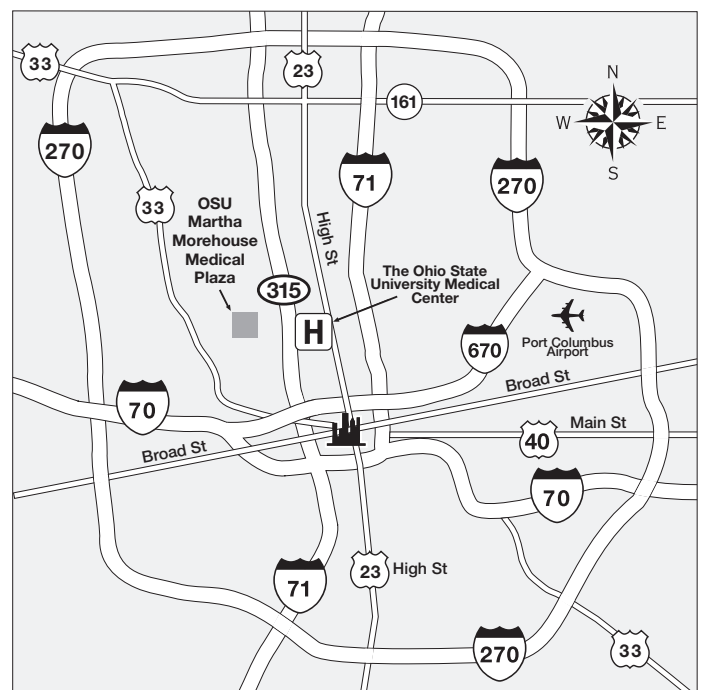 33
23
N
161
W E
S
270
71
270
33
OSU
Martha
Morehouse
Medical
Plaza
High St
315
The Ohio State
University Medical
Center
H
670
Port Columbus
Airport
Broad St
70
Main St
40
Broad St
70
71
23
High St
270
33